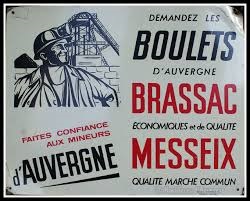 DEMANDEZ LES
BOULETS
D'AUVERGNE
BRASSAC
ÉCONOMIQUES et de QUALITÉ
MESSEIX
QUALITÉ MARCHÉ COMMUN
FAITES CONFIANCE
AUX MINEURS
d'AUVERGNE